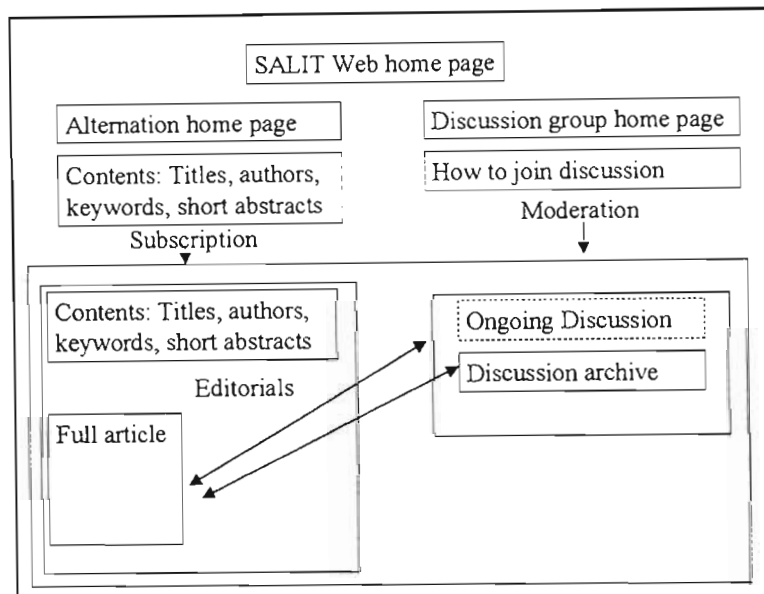 SALIT Web home page
Alternation home page
Discussion group home page
Contents: Titles, authors,
keywords, short abstracts
How to join discussion
Subscription
Moderation
Contents: Titles, authors,
keywords, short abstracts
Ongoing Discussion
Discussion archive
Editorials
Full article